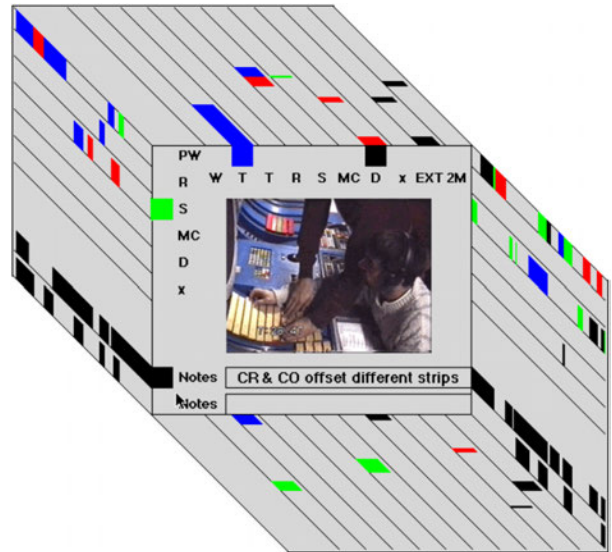 PW
W T T R S MC D x EXT 2M
R
S
MC
D
x
Notes CR & CO offset different strips
Notes